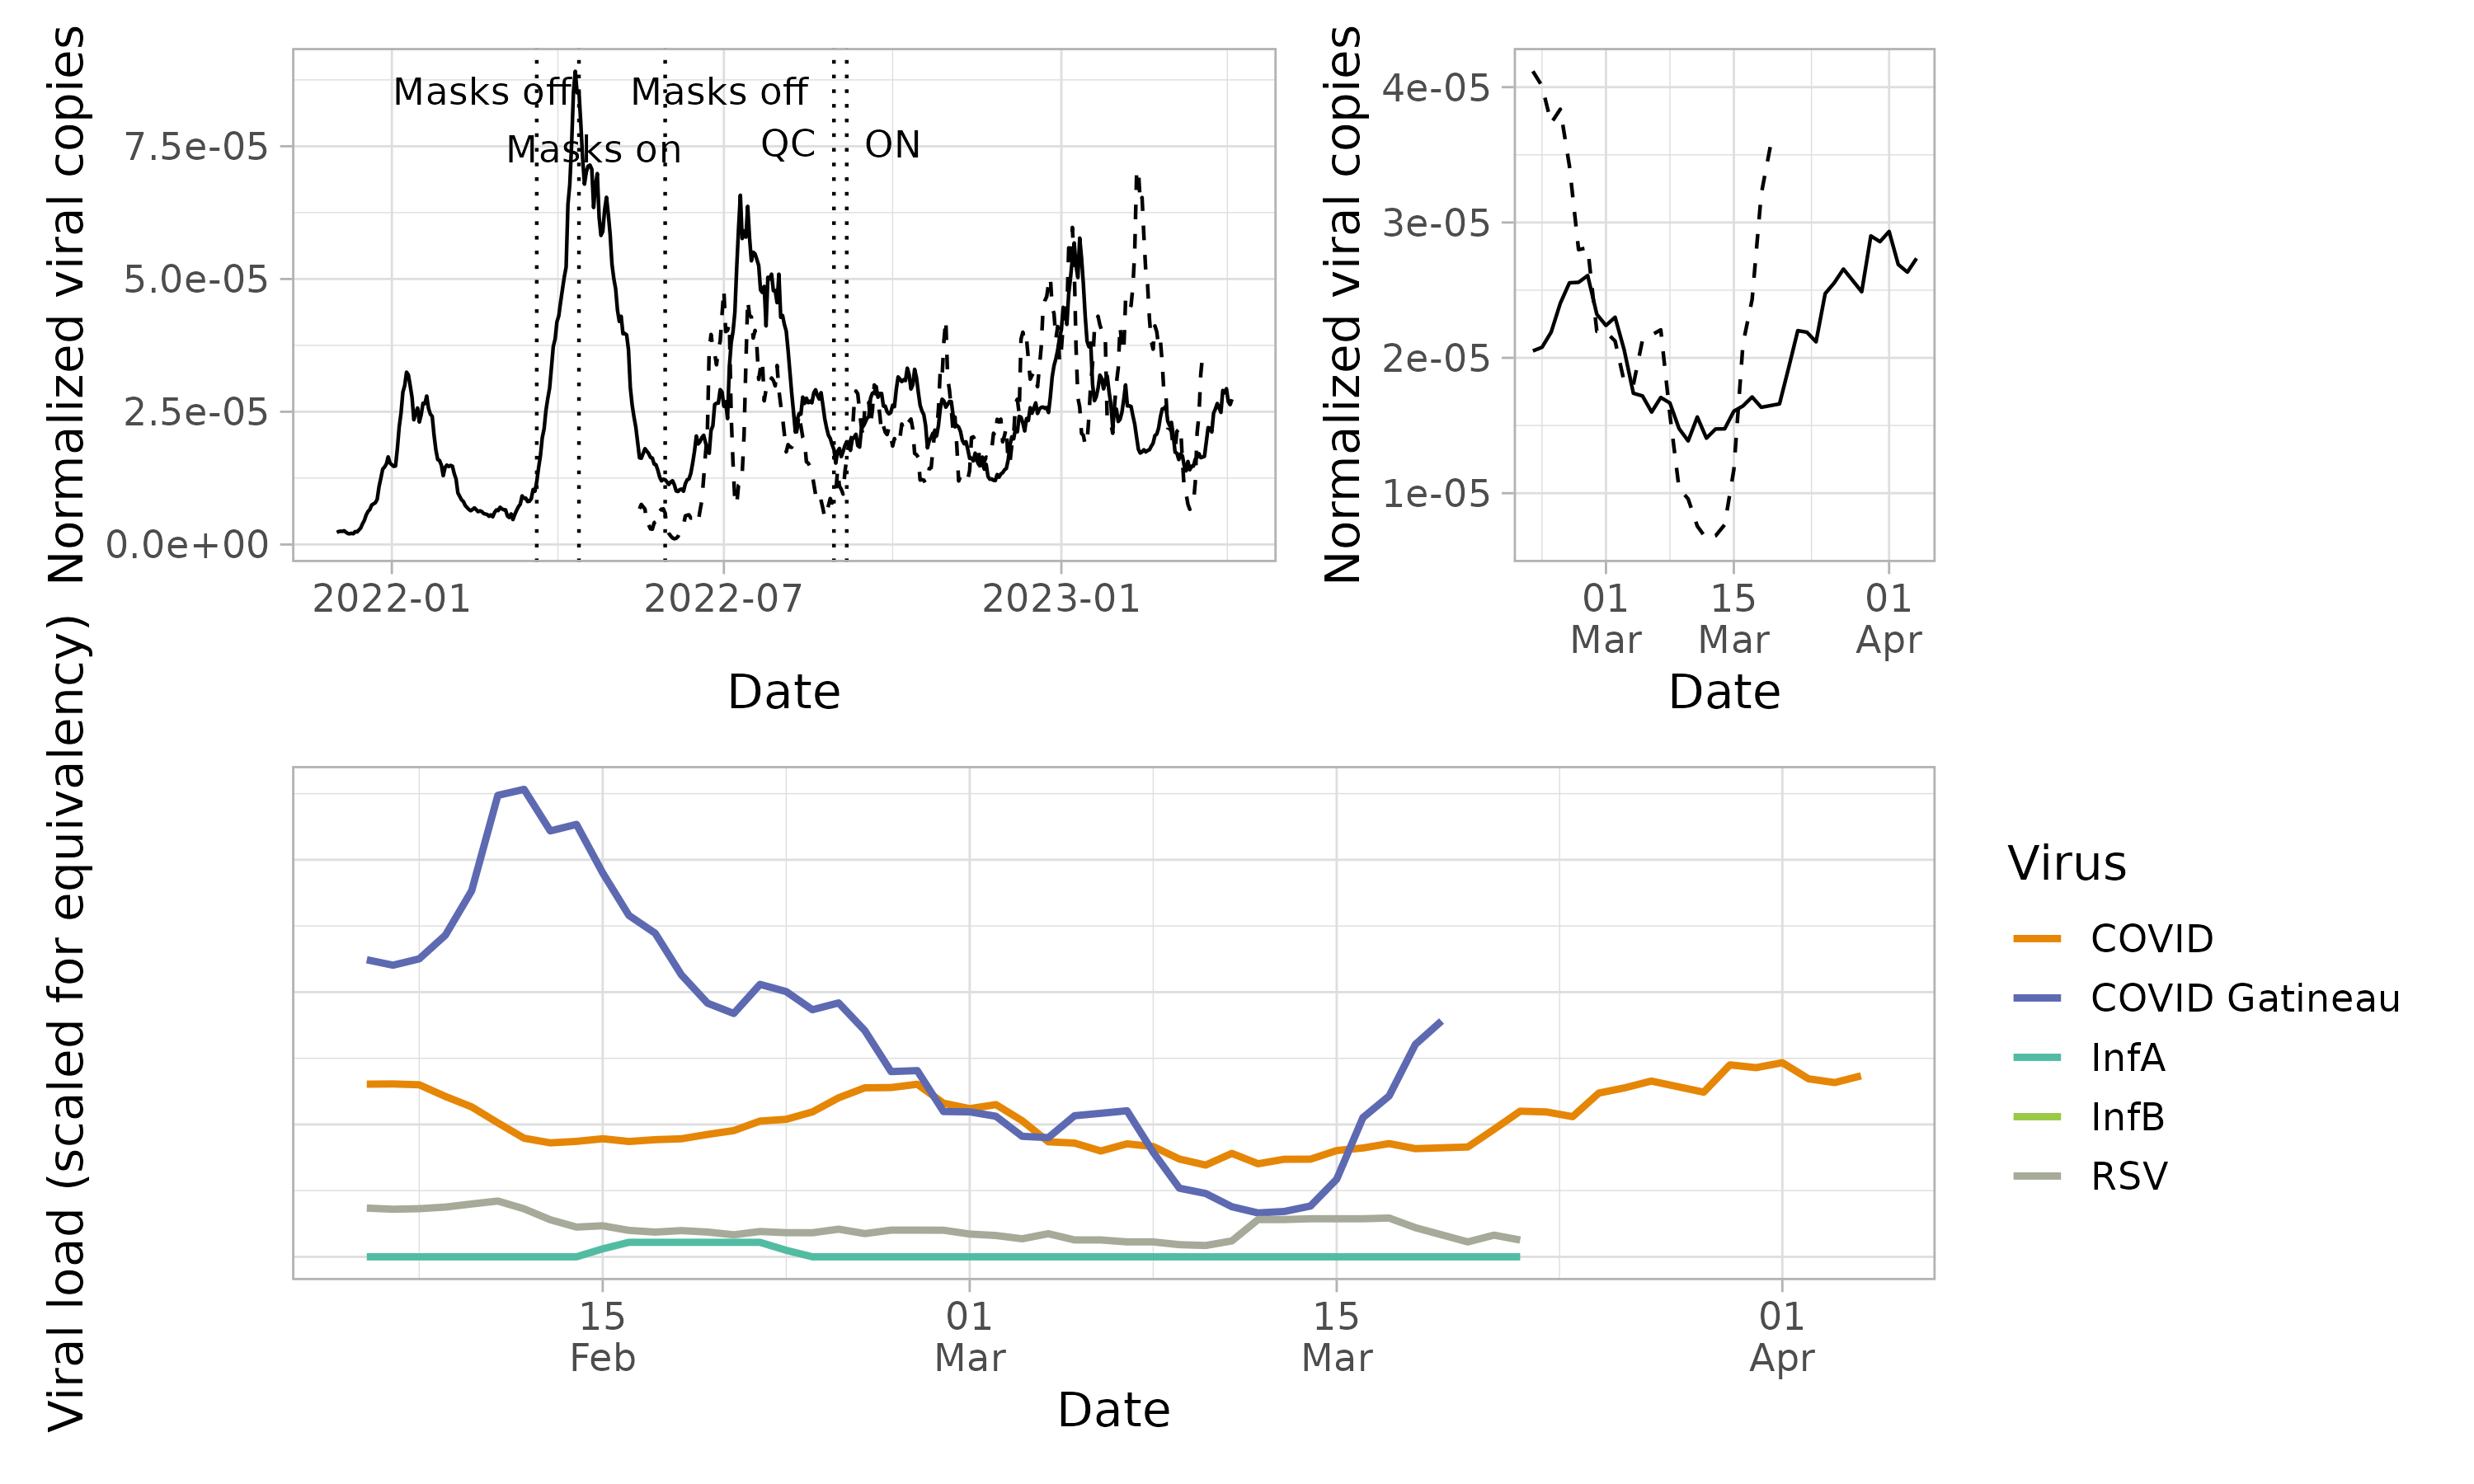 Normalized viral copies
7.5e-05
5.0e-05
2.5e-05
0.0e+00
Masks off
Masks on
Masks off
QC
ON
2022-01
2022-07
2023-01
Date
Normalized viral copies
4e-05
3e-05
2e-05
1e-05
01
Mar
15
Mar
01
Apr
Date
Viral load (scaled for equivalency)
15
Feb
01
Mar
15
Mar
01
Apr
Date
Virus
COVID
COVID Gatineau
InfA
InfB
RSV